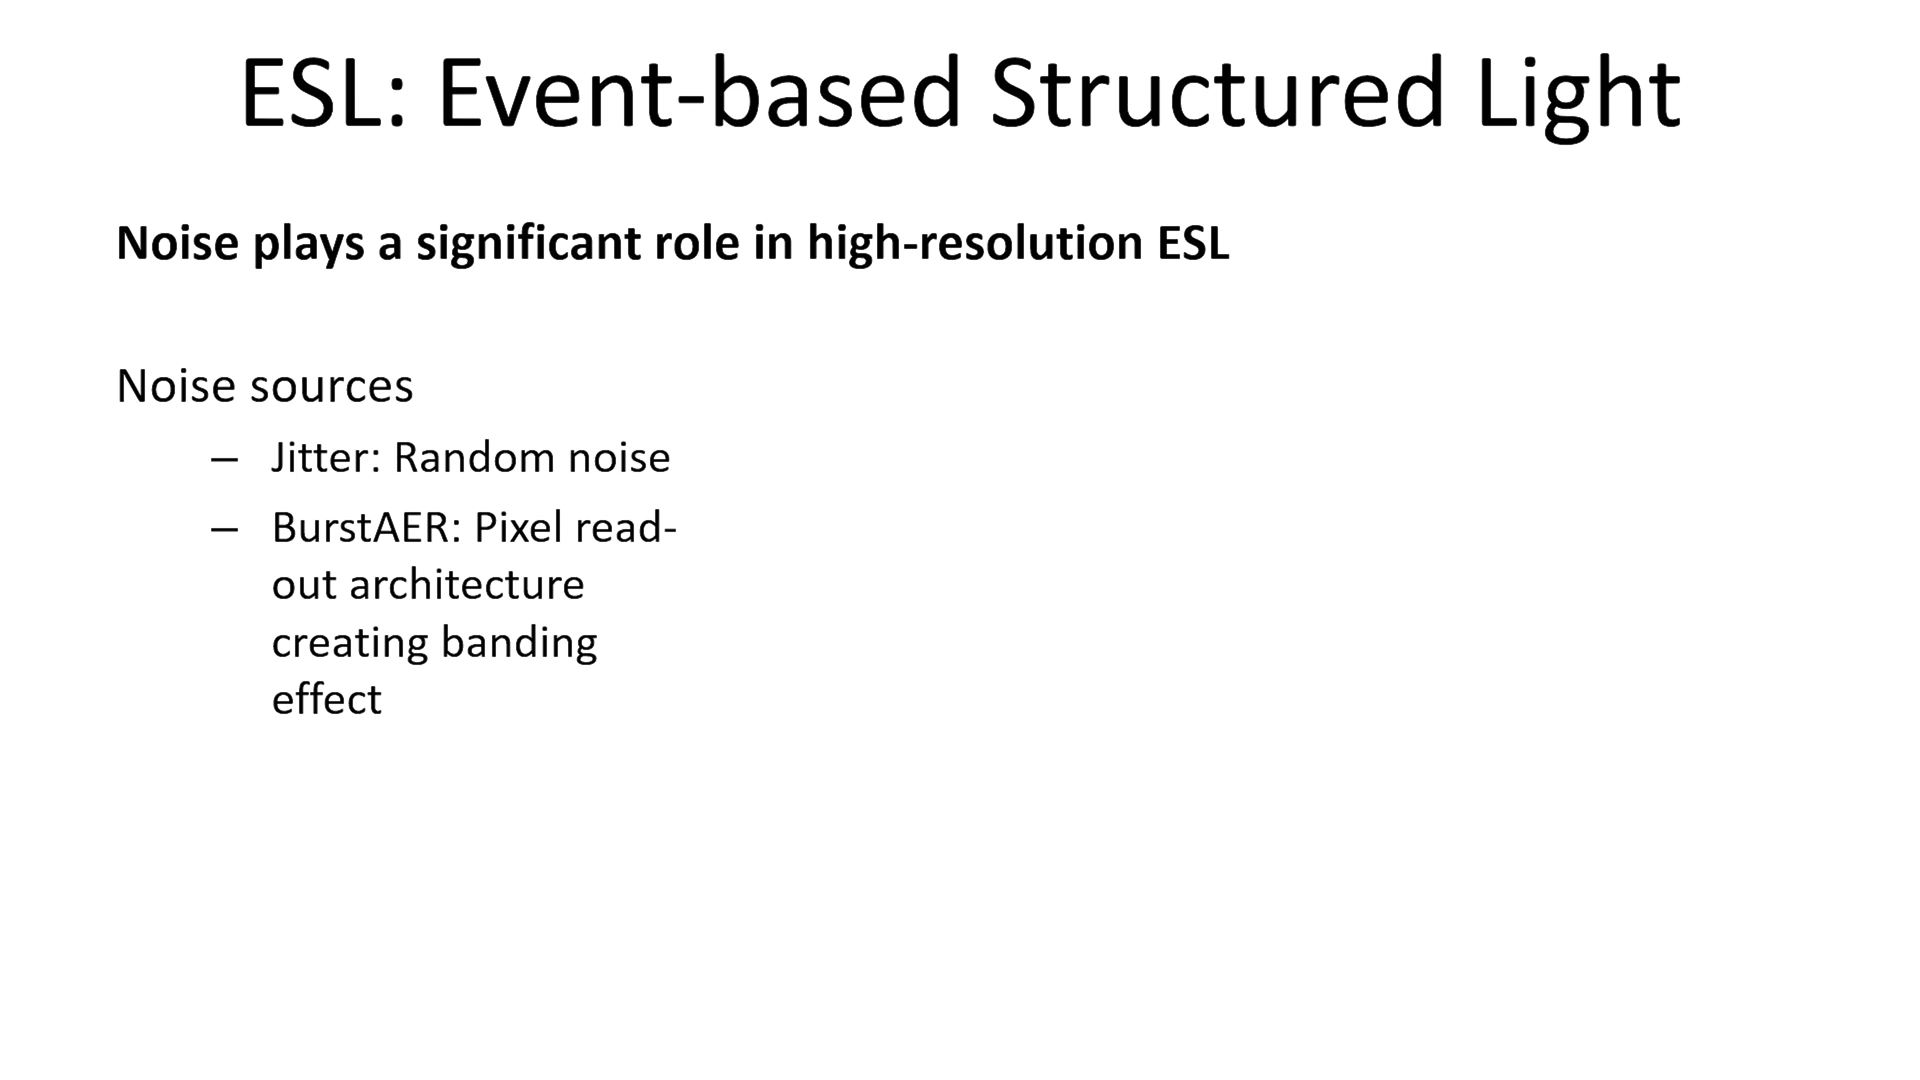 ESL: Event-based Structured Light
Noise plays a significant role in high-resolution ESL
Noise sources
– Jitter: Random noise
– BurstAER: Pixel read-
out architecture
creating banding
effect